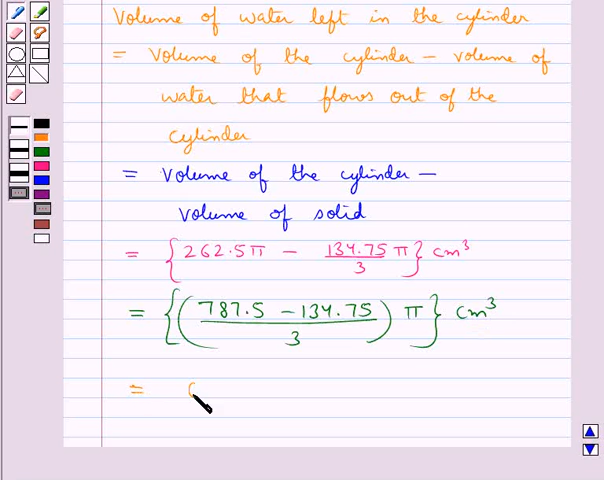 Volume of water left in the cylinder
= Volume of the cylinder – volume of
water that flows out of the
cylinder
= Volume of the cylinder –
volume of solid
= {262.5π – 134.75/3 π} cm³
= {(787.5 – 134.75/3) π} cm³
=